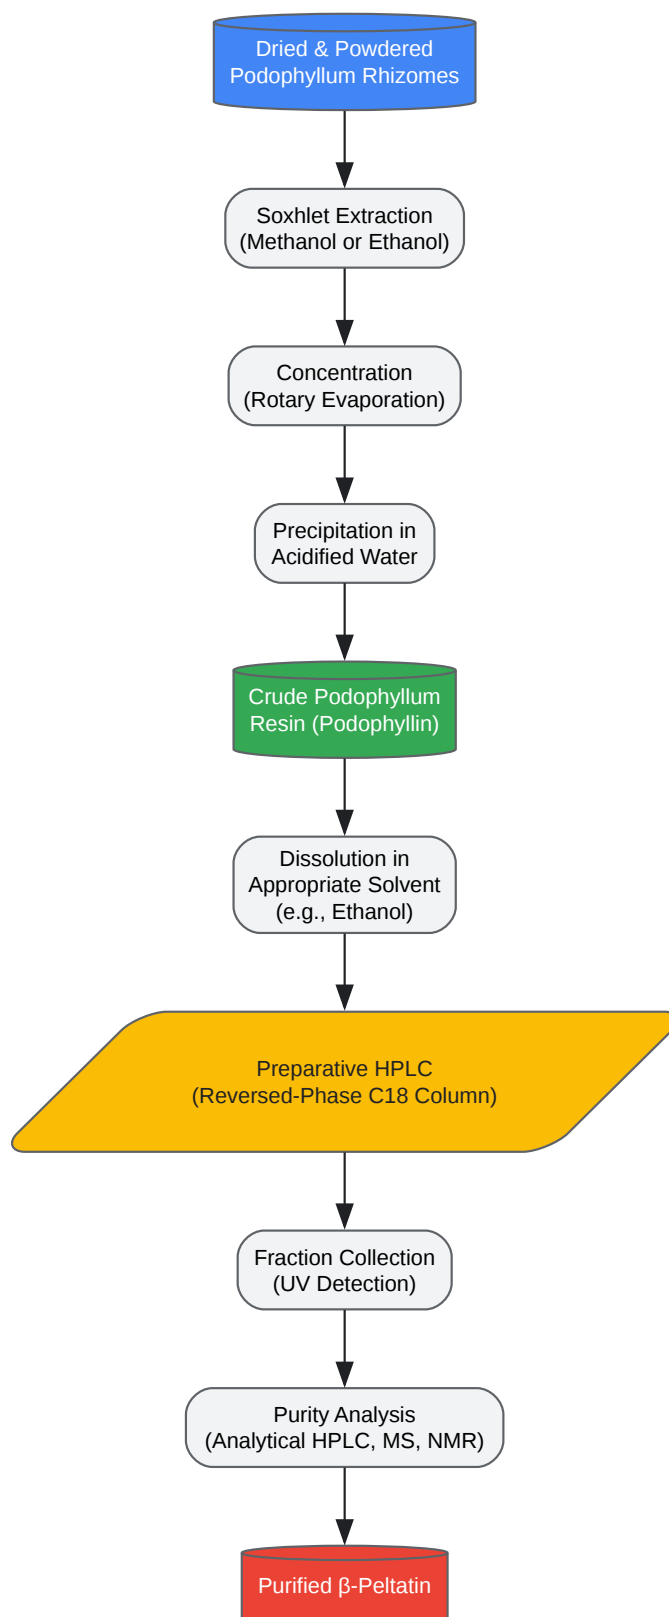 Dried & Powdered
Podophyllum Rhizomes
Soxhlet Extraction
(Methanol or Ethanol)
Concentration
(Rotary Evaporation)
Precipitation in
Acidified Water
Crude Podophyllum
Resin (Podophyllin)
Dissolution in
Appropriate Solvent
(e.g., Ethanol)
Preparative HPLC
(Reversed-Phase C18 Column)
Fraction Collection
(UV Detection)
Purity Analysis
(Analytical HPLC, MS, NMR)
Purified β-Peltatin